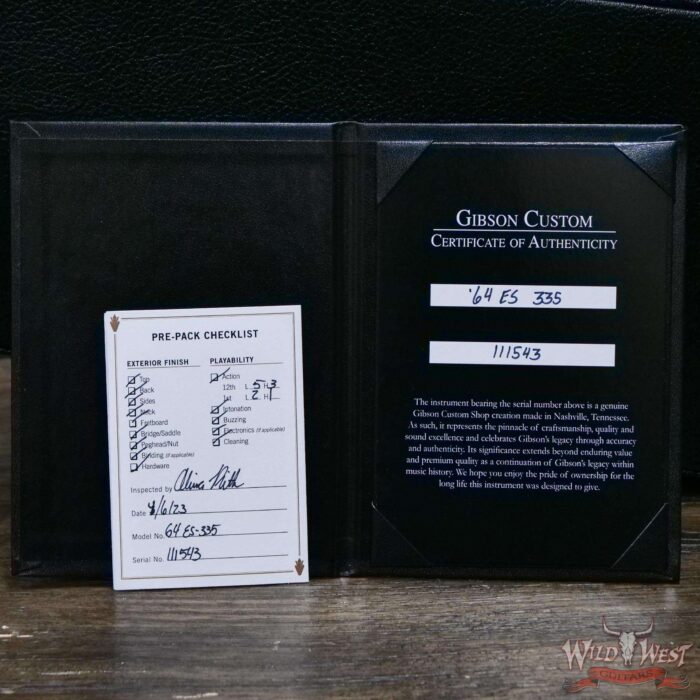 PRE-PACK CHECKLIST
EXTERIOR FINISH
Top
Back
Sides
Neck
Fretboard
Bridge/Saddle
Peghead/Nut
Binding (if applicable)
Hardware
PLAYABILITY
Action
12th L 5 H 3
1st L 2 H 1
Intonation
Buzzing
Electronics (if applicable)
Cleaning
Inspected by
Date /6/23
Model No. 64 ES-335
Serial No. 111543
GIBSON CUSTOM
CERTIFICATE OF AUTHENTICITY
'64 ES 335
111543
The instrument bearing the serial number above is a genuine
Gibson Custom Shop creation made in Nashville, Tennessee.
As such, it represents the pinnacle of craftsmanship, quality and
sound excellence and celebrates Gibson's legacy through accuracy
and authenticity. Its significance extends beyond enduring value
and premium quality as a continuation of Gibson's legacy within
music history. We hope you enjoy the pride of ownership for the
long life this instrument was designed to give.
WILD WEST
GUITARS